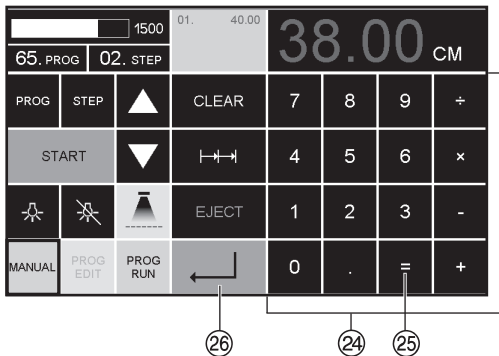 1500
01. 40.00
38.00 CM
65. PROG 02. STEP
PROG STEP CLEAR 7 8 9 ÷
START 4 5 6 ×
EJECT 1 2 3 -
MANUAL PROG EDIT PROG RUN 0 . = +
26 24 25